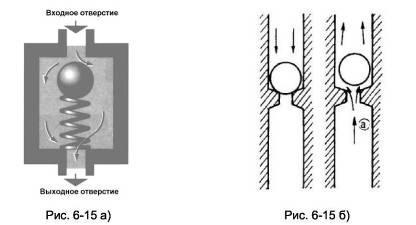 Входное отверстие
а
Выходное отверстие
Рис. 6-15 а)
Рис. 6-15 б)